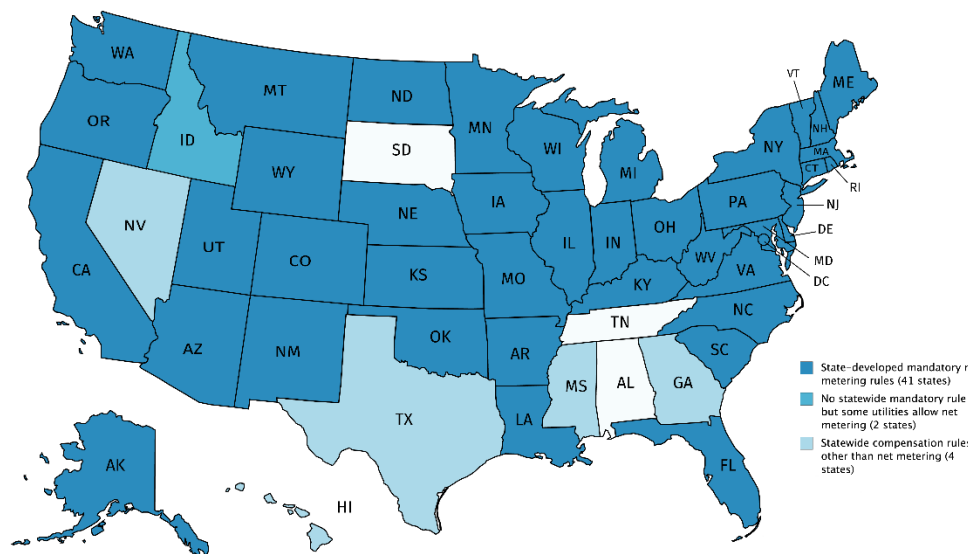 WA
MT
ND
MN
VT
ME
OR
ID
SD
WI
NH
NY
MA
WY
MI
CT
RI
NV
NE
IA
PA
NJ
UT
IL
IN
OH
DE
CA
CO
KS
MO
WV
VA
MD
KY
DC
AZ
NM
OK
TN
NC
AR
SC
TX
MS
AL
GA
LA
AK
HI
FL
State-developed mandatory
metering rules (41 states)
No statewide mandatory rule
but some utilities allow net
metering (2 states)
Statewide compensation rules
other than net metering (4
states)